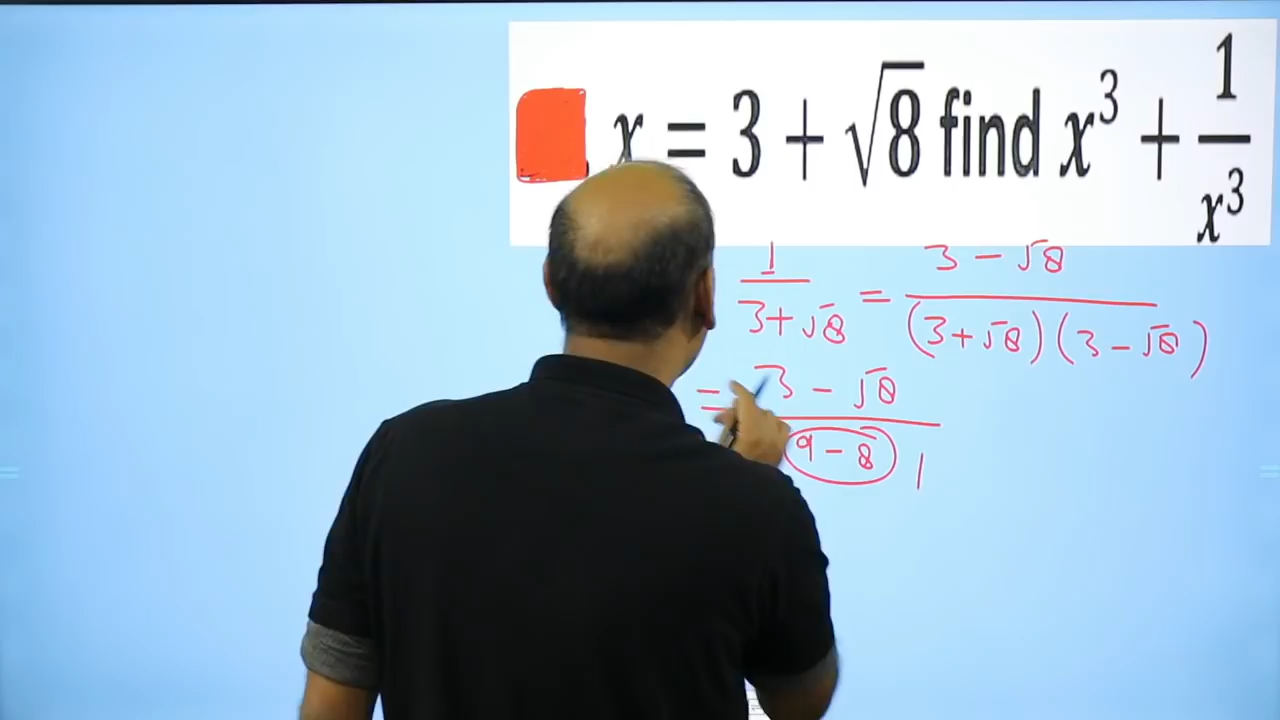 x = 3 + √8 find x³ + 1/x³
1/(3+√8) = (3 − √8)/((3+√8)(3−√8))
= (3 − √8)/(9 − 8) 1